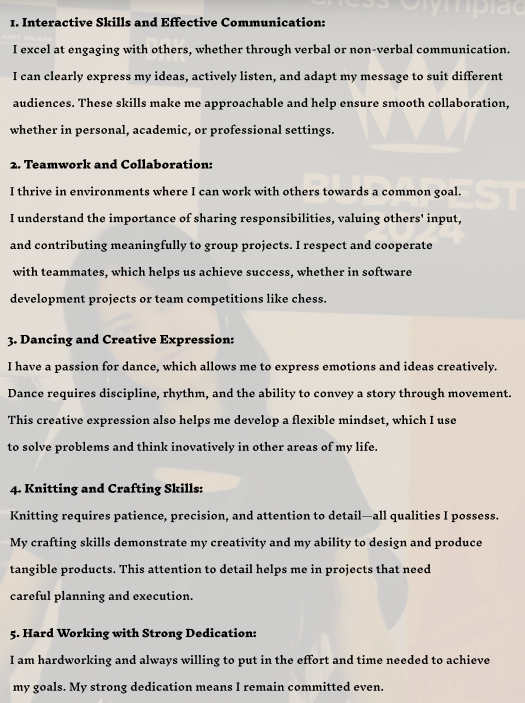 Chess Olympiad
1. Interactive Skills and Effective Communication:
I excel at engaging with others, whether through verbal or non-verbal communication.
I can clearly express my ideas, actively listen, and adapt my message to suit different
audiences. These skills make me approachable and help ensure smooth collaboration,
whether in personal, academic, or professional settings.
2. Teamwork and Collaboration:
I thrive in environments where I can work with others towards a common goal.
BUDAPEST
I understand the importance of sharing responsibilities, valuing others' input,
2024
and contributing meaningfully to group projects. I respect and cooperate
with teammates, which helps us achieve success, whether in software
development projects or team competitions like chess.
3. Dancing and Creative Expression:
I have a passion for dance, which allows me to express emotions and ideas creatively.
Dance requires discipline, rhythm, and the ability to convey a story through movement.
This creative expression also helps me develop a flexible mindset, which I use
to solve problems and think inovatively in other areas of my life.
4. Knitting and Crafting Skills:
Knitting requires patience, precision, and attention to detail—all qualities I possess.
My crafting skills demonstrate my creativity and my ability to design and produce
tangible products. This attention to detail helps me in projects that need
careful planning and execution.
5. Hard Working with Strong Dedication:
I am hardworking and always willing to put in the effort and time needed to achieve
my goals. My strong dedication means I remain committed even.